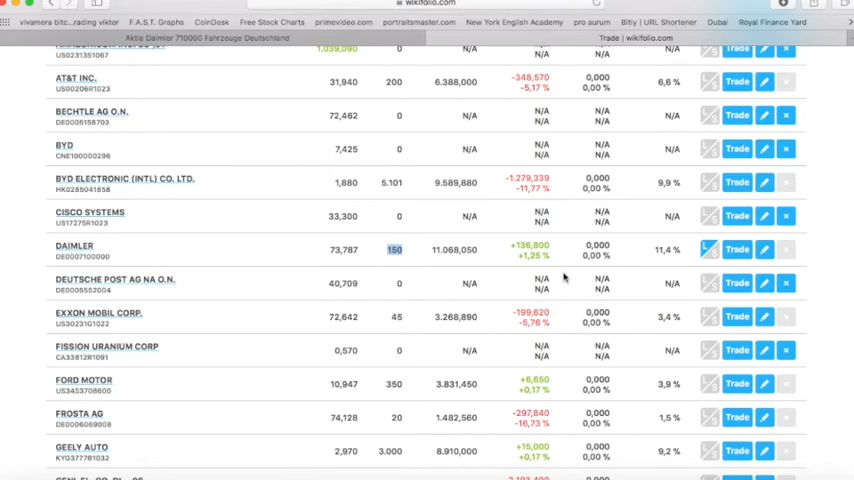 wikifolio.com
vivamera bu...rading viktor F.A.S.T. Graphs CoinDesk Free Stock Charts primevideo.com portraitsmaster.com New York English Academy pro aurum Bitly | URL Shortener Dubai Royal Finance Yard
Aktie Daimler 710000 Fahrzeuge Deutschland Trade | wikifolio.com
1.039,090 Trade
US0231351067
AT&T INC. 31,940 200 6.388,000 -348,570 0,000 6,6 % Trade
US00206R1023 -5,17 % 0,00 %
BECHTLE AG O.N. 72,462 0 N/A N/A N/A N/A Trade ×
DE0005158703 N/A N/A
BYD 7,425 0 N/A N/A N/A N/A Trade ×
CNE100000296 N/A N/A
BYD ELECTRONIC (INTL) CO. LTD. 1,880 5.101 9.589,880 -1.279,339 0,000 9,9 % Trade ×
HK0285041858 -11,77 % 0,00 %
CISCO SYSTEMS 33,300 0 N/A N/A N/A N/A Trade ×
US17275R1023 N/A N/A
DAIMLER 73,787 150 11.068,050 +136,800 0,000 11,4 % L Trade
DE0007100000 +1,25 % 0,00 %
DEUTSCHE POST AG NA O.N. 40,709 0 N/A N/A N/A N/A Trade ×
DE0005552004 N/A N/A
EXXON MOBIL CORP. 72,642 45 3.268,890 -199,620 0,000 3,4 % Trade
US30231G1022 -5,76 % 0,00 %
FISSION URANIUM CORP 0,570 0 N/A N/A N/A N/A Trade ×
CA33812R1091 N/A N/A
FORD MOTOR 10,947 350 3.831,450 +6,650 0,000 3,9 % Trade
US3453708600 +0,17 % 0,00 %
FROSTA AG 74,128 20 1.482,560 -297,840 0,000 1,5 % Trade
DE0006069008 -16,73 % 0,00 %
GEELY AUTO 2,970 3.000 8.910,000 +15,000 0,000 9,2 % Trade
KYG3777B1032 +0,17 % 0,00 %